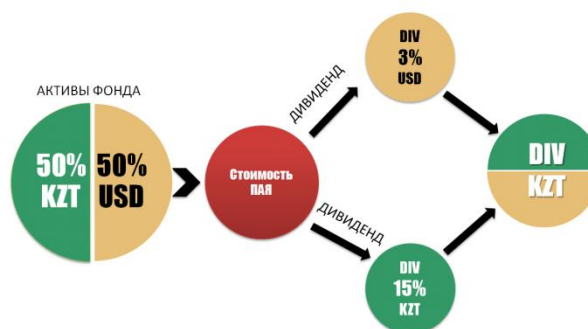 АКТИВЫ ФОНДА
50%
KZT
50%
USD
Стоимость
ПАЯ
ДИВИДЕНД
DIV
3%
USD
ДИВИДЕНД
DIV
15%
KZT
DIV
KZT